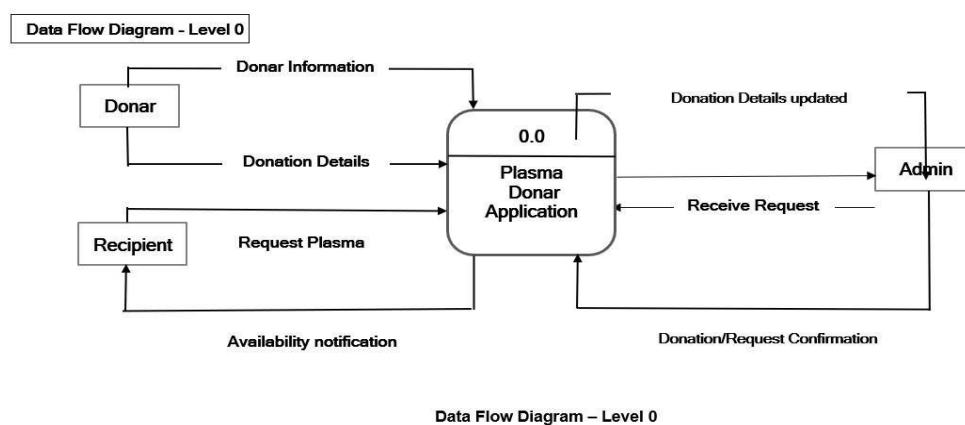 Data Flow Diagram - Level 0
Donar Information
Donar
Donation Details updated
0.0
Donation Details
Plasma
Donar
Application
Admin
Receive Request
Recipient
Request Plasma
Availability notification
Donation/Request Confirmation
Data Flow Diagram – Level 0